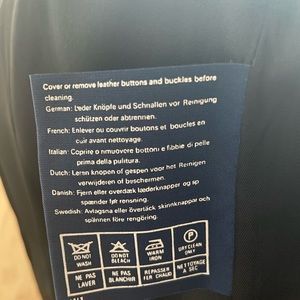 Cover or remove leather buttons and buckles before
cleaning.
German: Leder Knöpfe und Schnallen vor Reinigung
schützen oder abtrennen.
French: Enlever ou couvrir boutons et boucles en
cuir avant nettoyage.
Italian: Coprire o rimuovere bottoni e fibbie di pelle
prima della pulitura.
Dutch: Leren knopen of gespen voor het Reinigen
verwijderen of beschermen.
Danish: Fjern eller overdæk læderknapper og sp
spænder før rensning.
Swedish: Avlagsna eller översäck skinnknappar och
spännen före rengöring.
DO NOT WASH
DO NOT BLEACH
WARM IRON
P
DRY CLEAN ONLY
NE PAS LAVER
NE PAS BLANCHIR
REPASSER FER CHAUD
NETTOYAGE A SEC